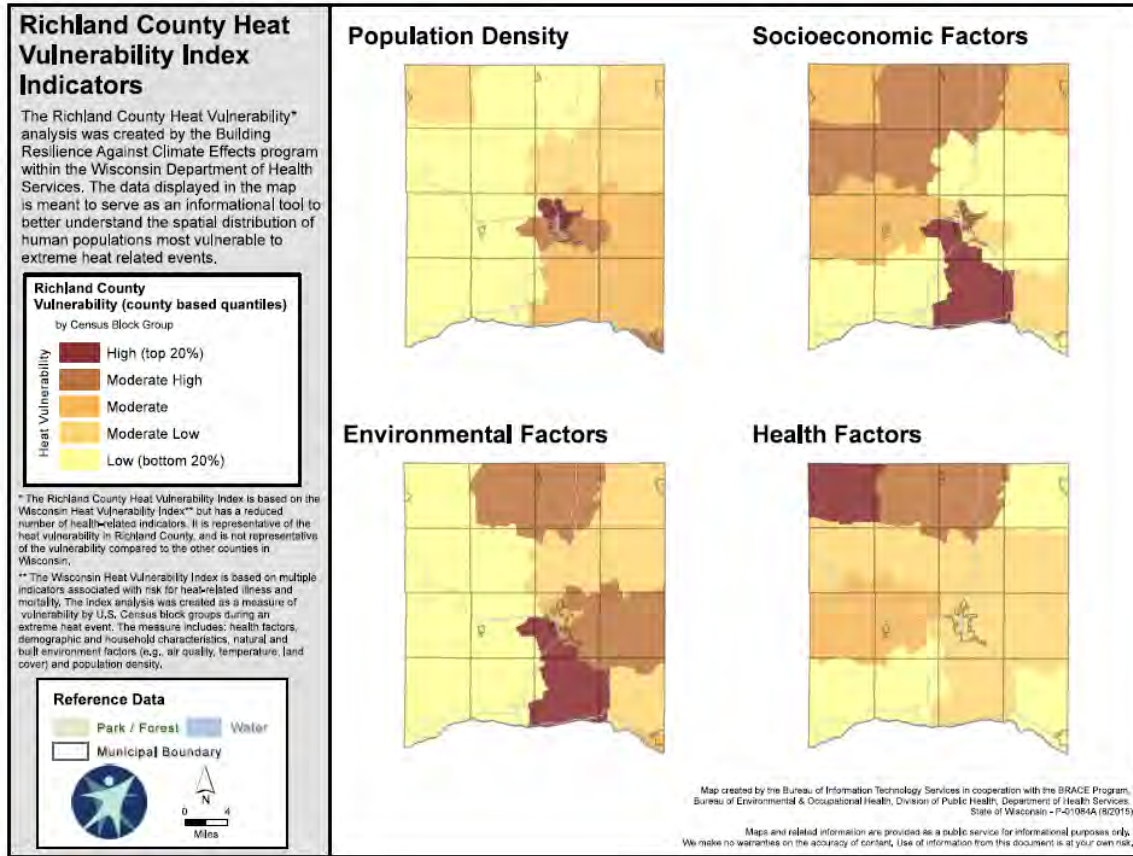 Richland County Heat
Vulnerability Index
Indicators
The Richland County Heat Vulnerability*
analysis was created by the Building
Resilience Against Climate Effects program
within the Wisconsin Department of Health
Services. The data displayed in the map
is meant to serve as an informational tool to
better understand the spatial distribution of
human populations most vulnerable to
extreme heat related events.
Richland County
Vulnerability (county based quantiles)
by Census Block Group
Heat Vulnerability
High (top 20%)
Moderate High
Moderate
Moderate Low
Low (bottom 20%)
* The Richland County Heat Vulnerability Index is based on the
Wisconsin Heat Vulnerability Index** but has a reduced
number of health-related indicators. It is representative of the
heat vulnerability in Richland County, and is not representative
of the vulnerability compared to the other counties in
Wisconsin.
** The Wisconsin Heat Vulnerability Index is based on multiple
indicators associated with risk for heat-related illness and
mortality. The index analysis was created as a measure of
vulnerability by U.S. Census block groups during an
extreme heat event. The measure includes: health factors,
demographic and household characteristics, natural and
built environment factors (e.g., air quality, temperature, land
cover) and population density.
Reference Data
Park / Forest
Water
Municipal Boundary
N
0 4
Miles
Population Density
Socioeconomic Factors
Environmental Factors
Health Factors
Map created by the Bureau of Information Technology Services in cooperation with the BRACE Program,
Bureau of Environmental & Occupational Health, Division of Public Health, Department of Health Services,
State of Wisconsin - P-01084A (8/2015)
Maps and related information are provided as a public service for informational purposes only.
We make no warranties on the accuracy of content. Use of information from this document is at your own risk.